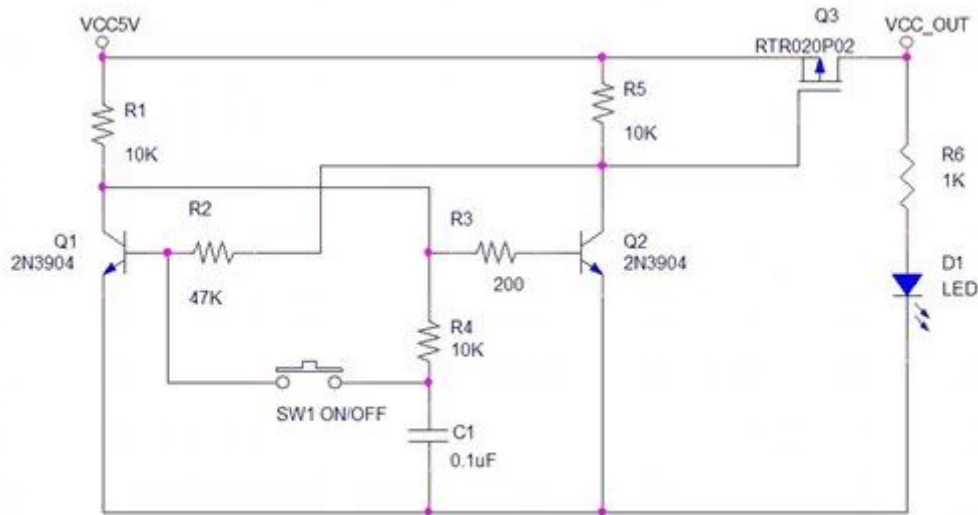 VCC5V
Q3
VCC_OUT
RTR020P02
R1
10K
R5
10K
R6
1K
R2
47K
R3
200
Q1
2N3904
Q2
2N3904
D1
LED
R4
10K
SW1 ON/OFF
C1
0.1uF